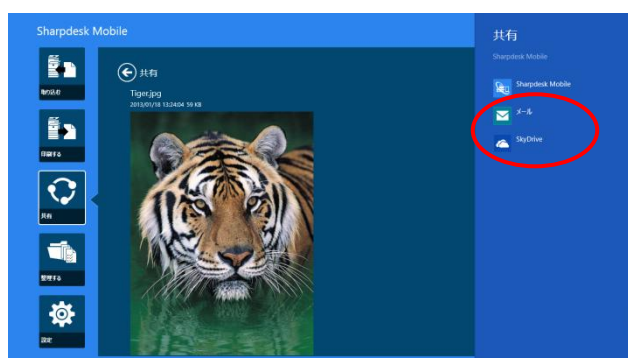 Sharpdesk Mobile
取り込む
印刷する
共有
整理する
設定
共有
Tiger.jpg
2013/01/18 13:24:04 59 KB
共有
Sharpdesk Mobile
Sharpdesk Mobile
メール
SkyDrive